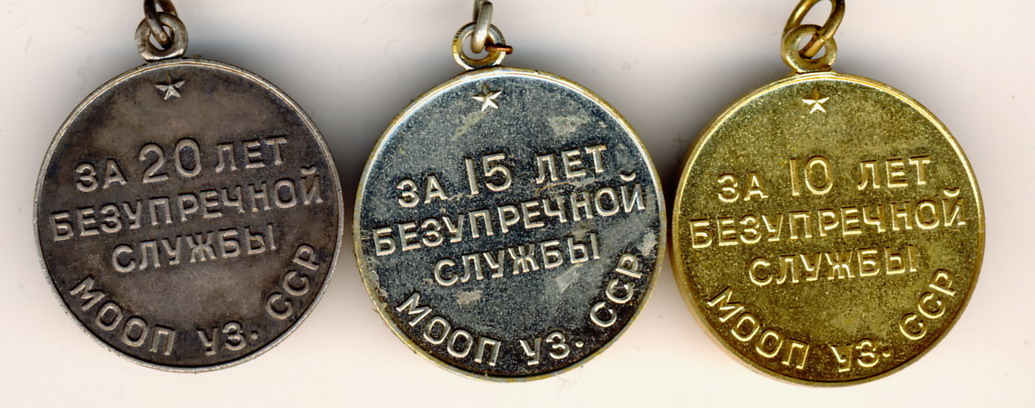 ЗА 20 ЛЕТ
БЕЗУПРЕЧНОЙ
СЛУЖБЫ
МООП УЗ. ССР
ЗА 15 ЛЕТ
БЕЗУПРЕЧНОЙ
СЛУЖБЫ
МООП УЗ. ССР
ЗА 10 ЛЕТ
БЕЗУПРЕЧНОЙ
СЛУЖБЫ
МООП УЗ. ССР